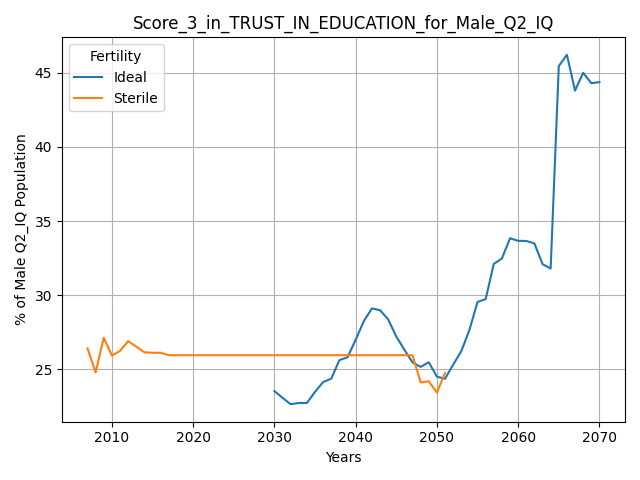 Score_3_in_TRUST_IN_EDUCATION_for_Male_Q2_IQ
Fertility
Ideal
Sterile
% of Male Q2_IQ Population
45
40
35
30
25
2010 2020 2030 2040 2050 2060 2070
Years